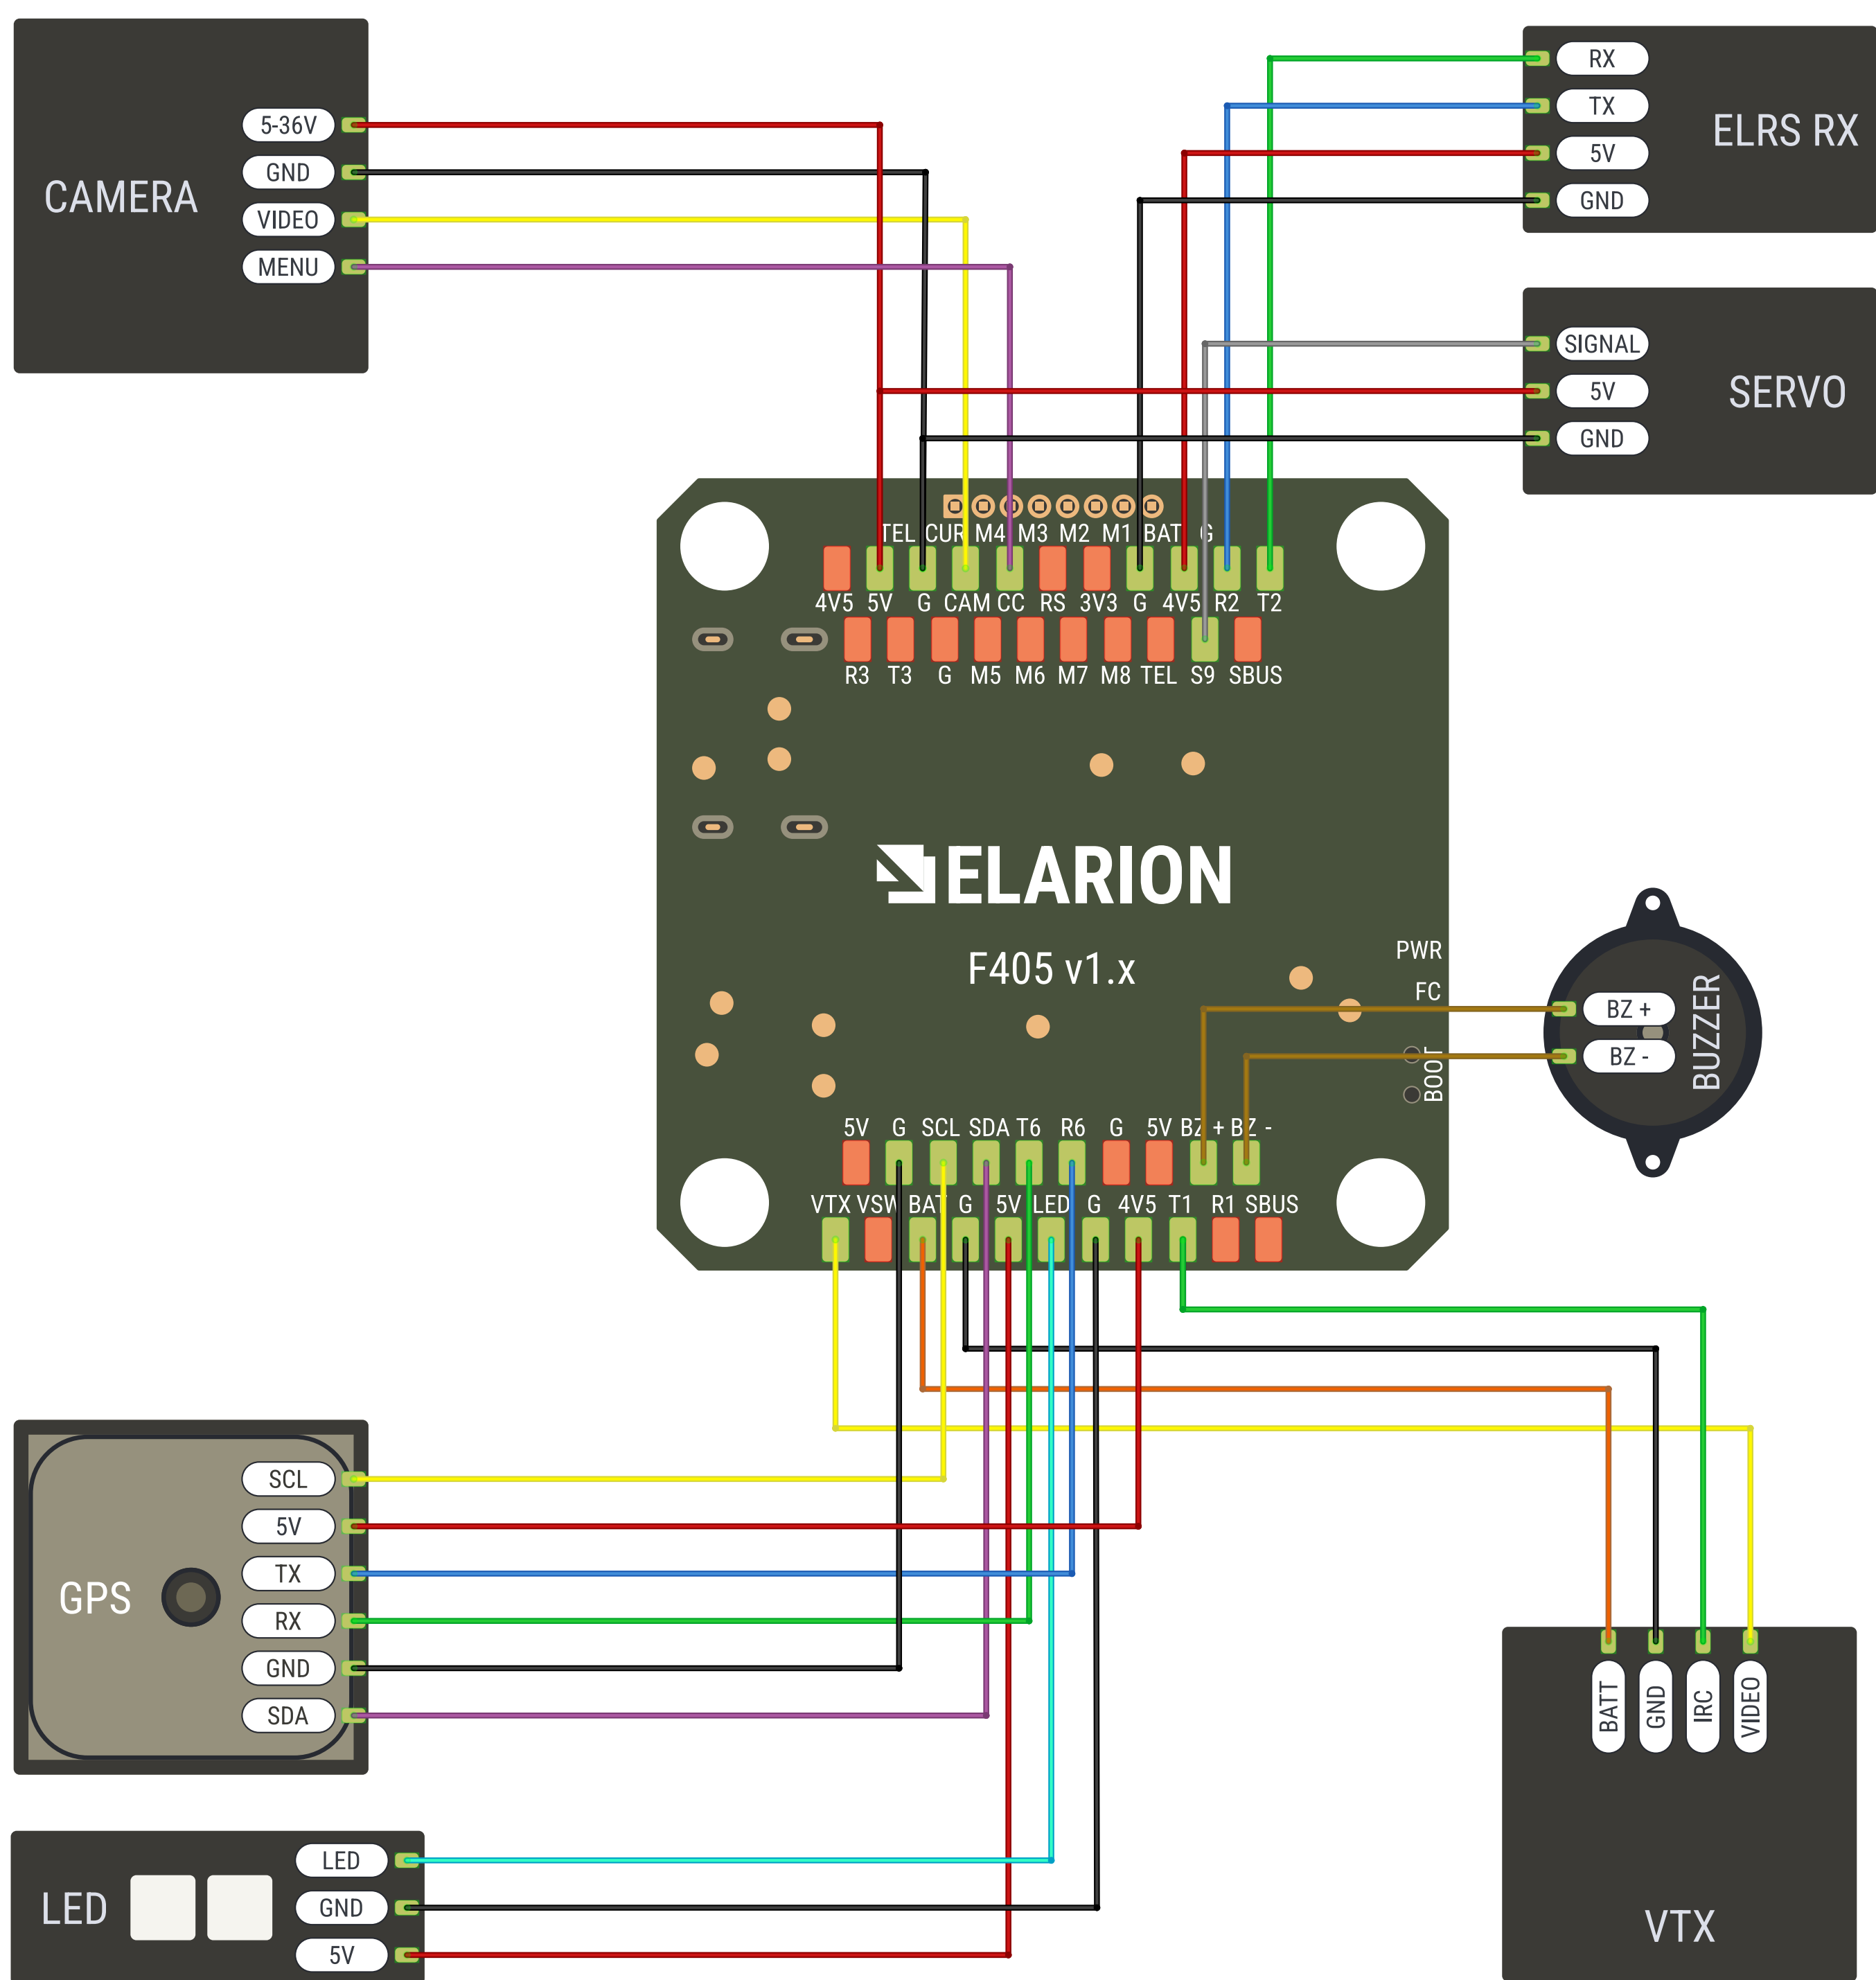 CAMERA
5-36V
GND
VIDEO
MENU
ELRS RX
RX
TX
5V
GND
SERVO
SIGNAL
5V
GND
TEL CUR M4 M3 M2 M1 BAT G
4V5 5V G CAM CC RS 3V3 G 4V5 R2 T2
R3 T3 G M5 M6 M7 M8 TEL S9 SBUS
ELARION
F405 v1.x
PWR
FC
BOOT
BUZZER
BZ +
BZ -
5V G SCL SDA T6 R6 G 5V BZ + BZ -
VTX VSW BAT G 5V LED G 4V5 T1 R1 SBUS
GPS
SCL
5V
TX
RX
GND
SDA
LED
LED
GND
5V
BATT
GND
IRC
VIDEO
VTX